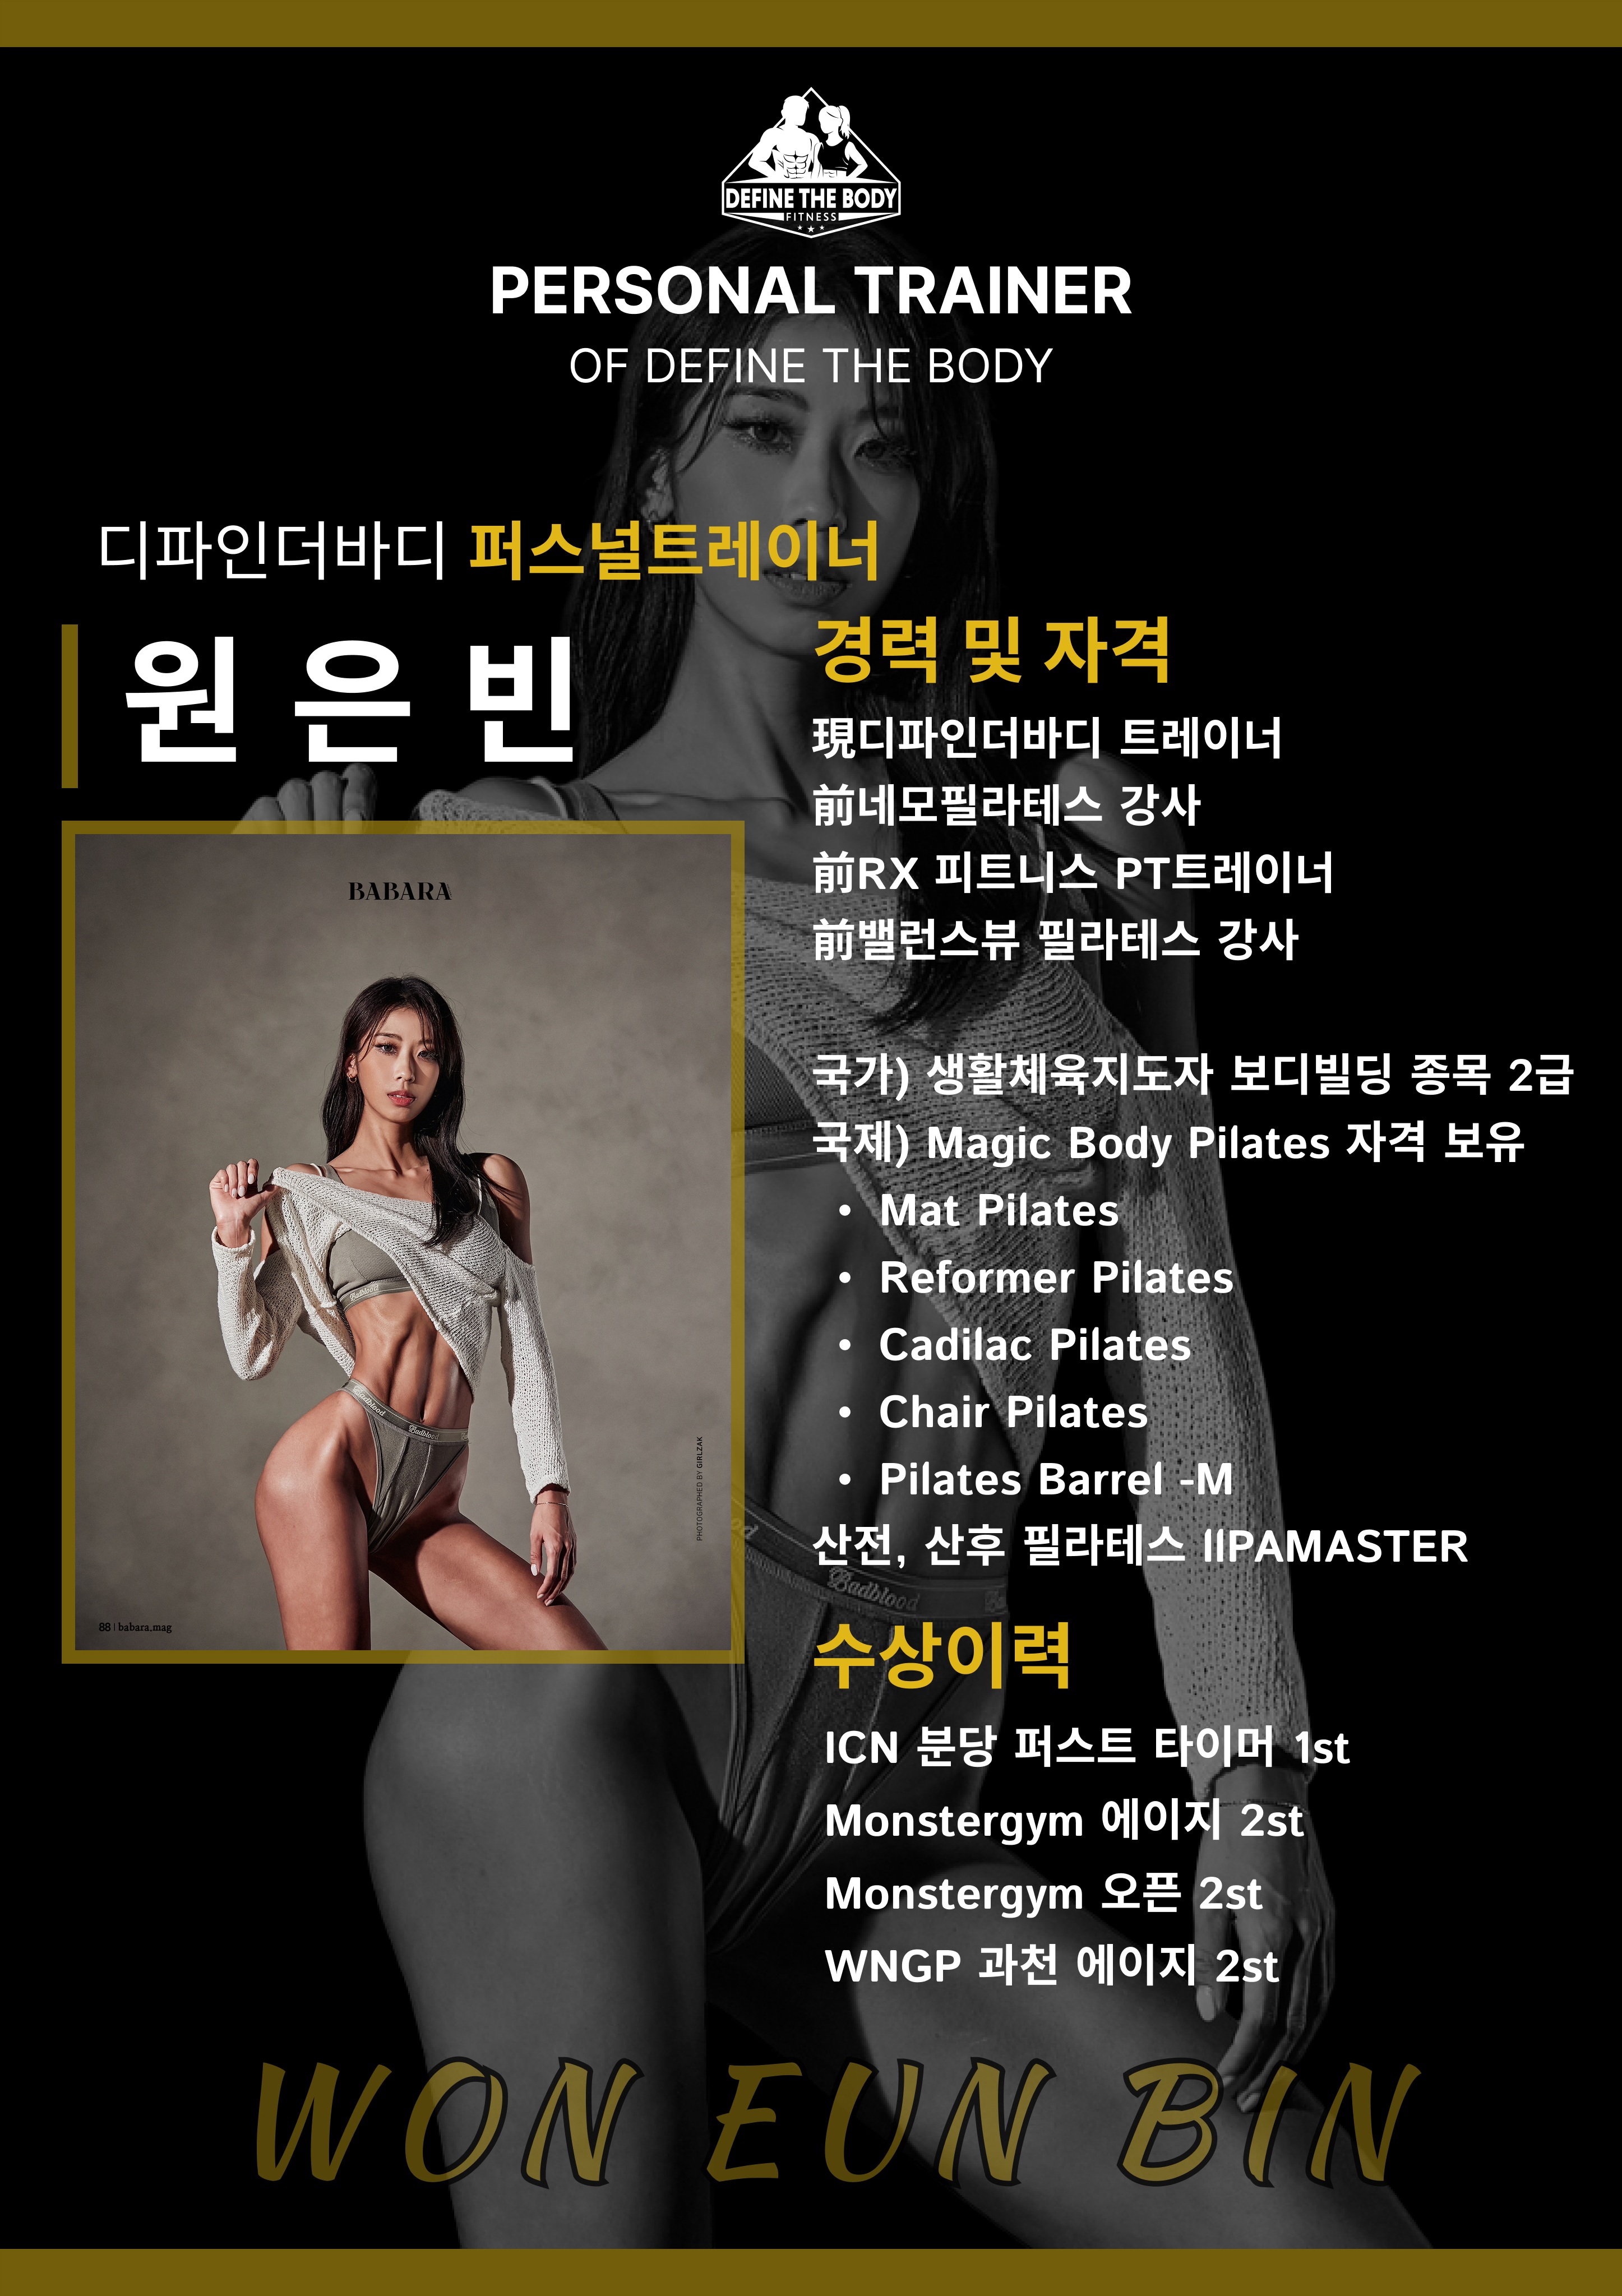 DEFINE THE BODY
FITNESS
PERSONAL TRAINER
OF DEFINE THE BODY
디파인더바디 퍼스널트레이너
원은빈
BABARA
Badblood
Badblood
PHOTOGRAPHED BY GIRLZAK
88 | babara.mag
경력 및 자격
現디파인더바디 트레이너
前네모필라테스 강사
前RX 피트니스 PT트레이너
前밸런스뷰 필라테스 강사
국가) 생활체육지도자 보디빌딩 종목 2급
국제) Magic Body Pilates 자격 보유
• Mat Pilates
• Reformer Pilates
• Cadilac Pilates
• Chair Pilates
• Pilates Barrel -M
산전, 산후 필라테스 IIPAMASTER
Badblood
수상이력
ICN 분당 퍼스트 타이머 1st
Monstergym 에이지 2st
Monstergym 오픈 2st
WNGP 과천 에이지 2st
WON EUN BIN